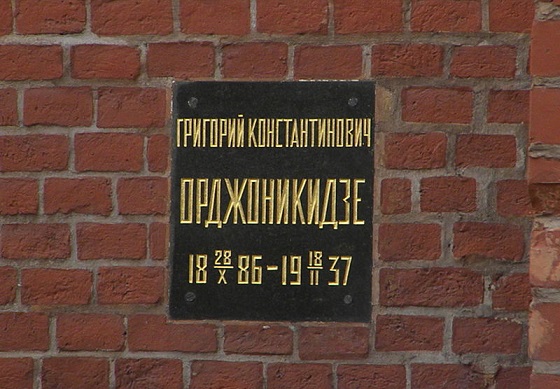 ГРИГОРИЙ КОНСТАНТИНОВИЧ
ОРДЖОНИКИДЗЕ
18 28/X 86 - 19 18/II 37